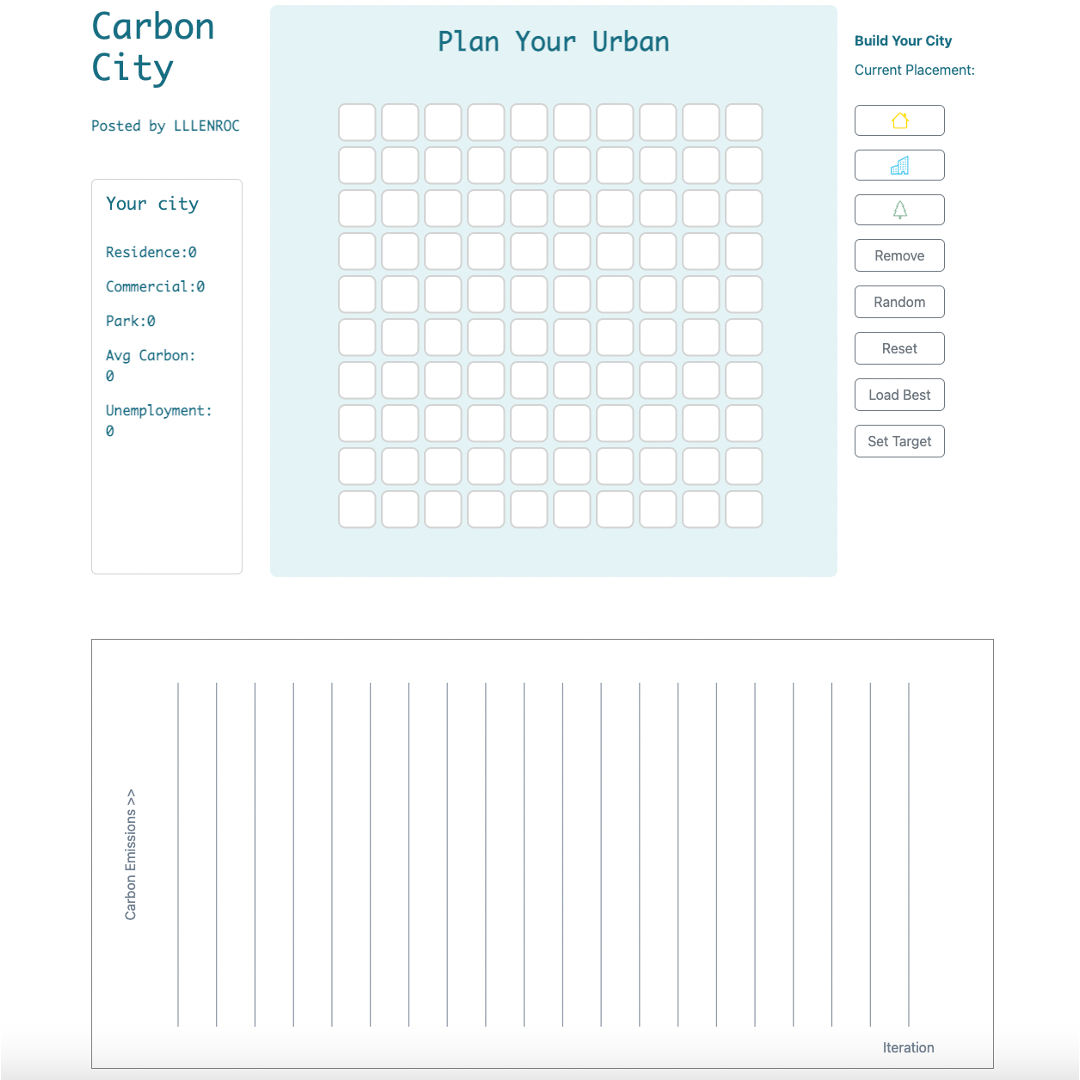 Carbon
City
Posted by LLLENROC
Your city
Residence:0
Commercial:0
Park:0
Avg Carbon:
0
Unemployment:
0
Plan Your Urban
Build Your City
Current Placement:
Remove
Random
Reset
Load Best
Set Target
Carbon Emissions >>
Iteration